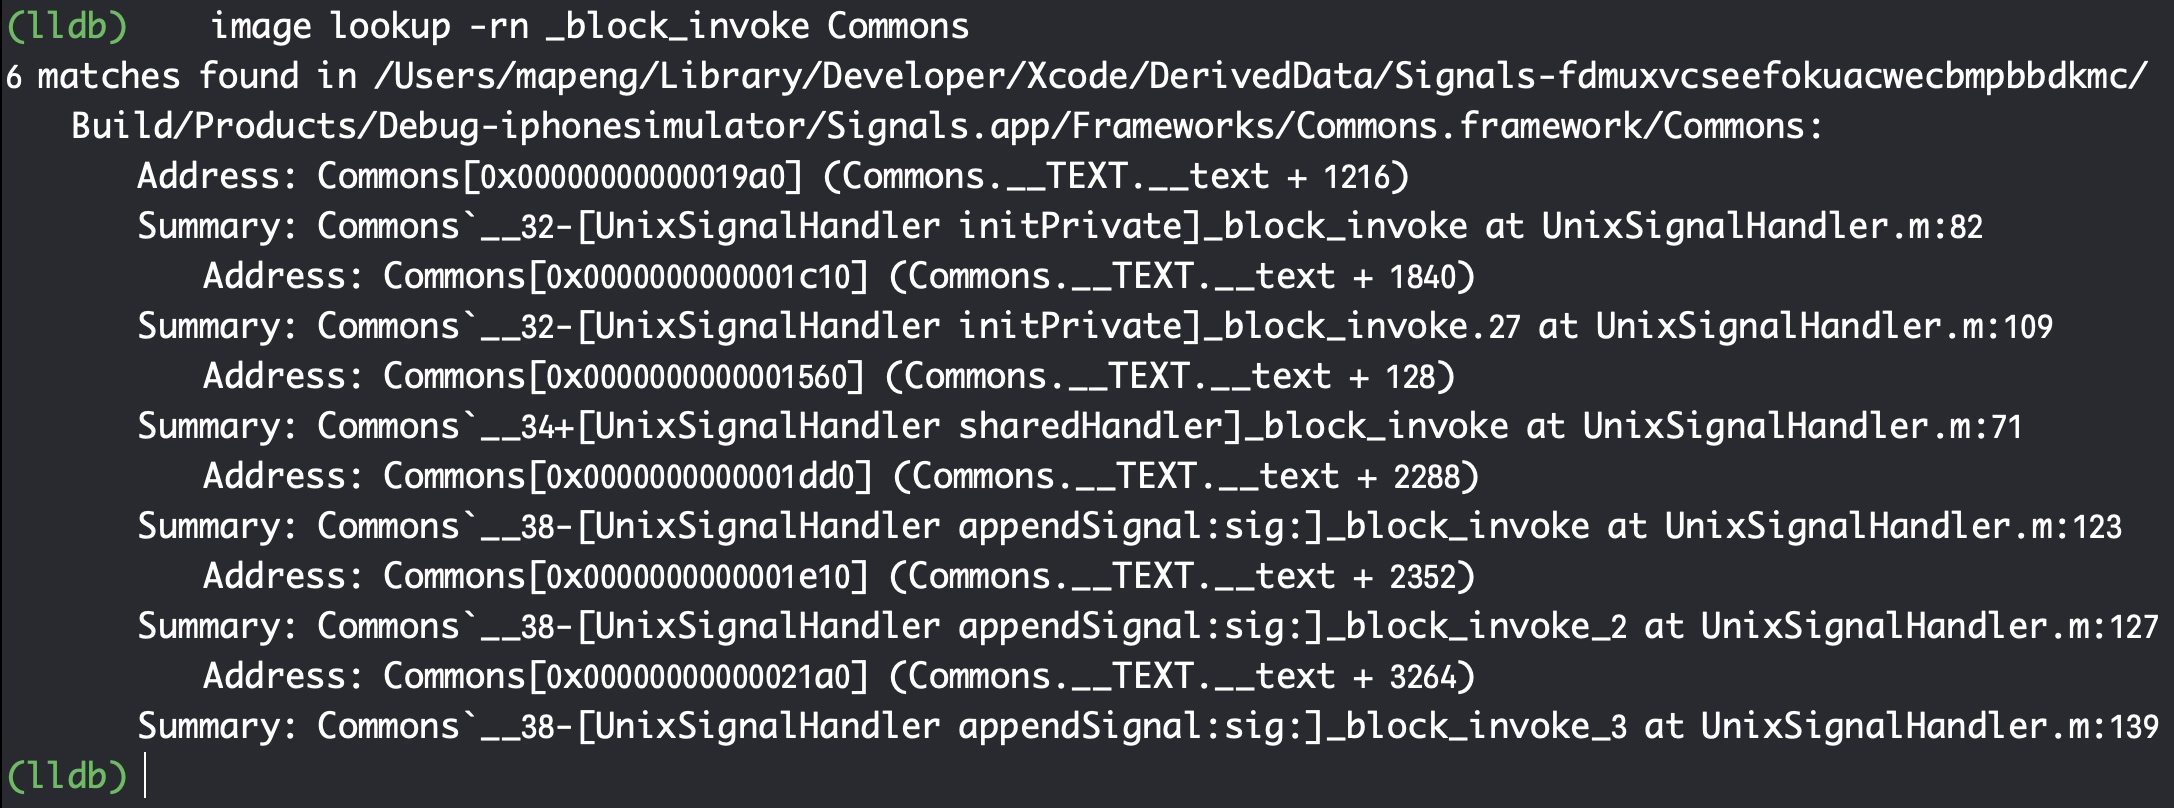 (lldb) image lookup -rn _block_invoke Commons
6 matches found in /Users/mapeng/Library/Developer/Xcode/DerivedData/Signals-fdmuxvcseefokuacwecbmpbbdkmc/
Build/Products/Debug-iphonesimulator/Signals.app/Frameworks/Commons.framework/Commons:
Address: Commons[0x00000000000019a0] (Commons.__TEXT.__text + 1216)
Summary: Commons`__32-[UnixSignalHandler initPrivate]_block_invoke at UnixSignalHandler.m:82
Address: Commons[0x0000000000001c10] (Commons.__TEXT.__text + 1840)
Summary: Commons`__32-[UnixSignalHandler initPrivate]_block_invoke.27 at UnixSignalHandler.m:109
Address: Commons[0x0000000000001560] (Commons.__TEXT.__text + 128)
Summary: Commons`__34+[UnixSignalHandler sharedHandler]_block_invoke at UnixSignalHandler.m:71
Address: Commons[0x0000000000001dd0] (Commons.__TEXT.__text + 2288)
Summary: Commons`__38-[UnixSignalHandler appendSignal:sig:]_block_invoke at UnixSignalHandler.m:123
Address: Commons[0x0000000000001e10] (Commons.__TEXT.__text + 2352)
Summary: Commons`__38-[UnixSignalHandler appendSignal:sig:]_block_invoke_2 at UnixSignalHandler.m:127
Address: Commons[0x00000000000021a0] (Commons.__TEXT.__text + 3264)
Summary: Commons`__38-[UnixSignalHandler appendSignal:sig:]_block_invoke_3 at UnixSignalHandler.m:139
(lldb)